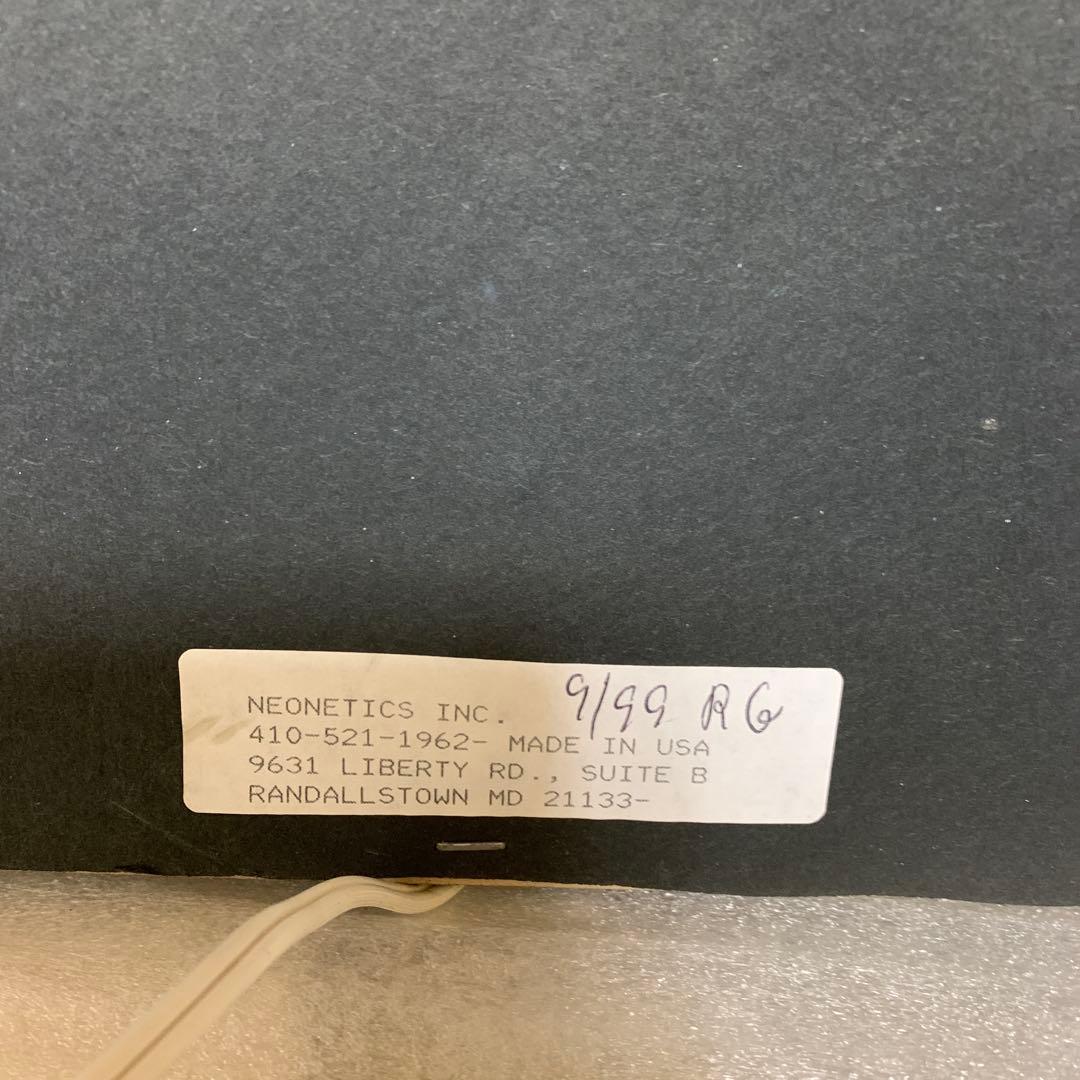 NEONETICS INC. 9/99 RG
410-521-1962- MADE IN USA
9631 LIBERTY RD., SUITE B
RANDALLSTOWN MD 21133-